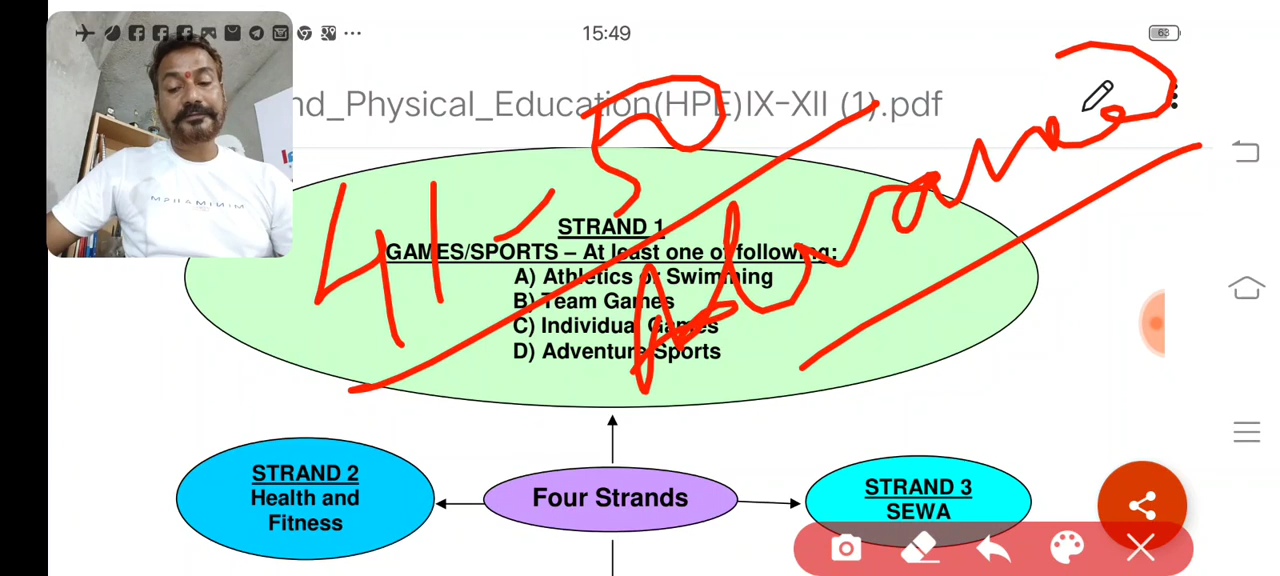 15:49
63
nd_Physical_Education(HPE)IX-XII (1).pdf
41-50
Advance
STRAND 1
GAMES/SPORTS – At least one of following:
A) Athletics or Swimming
B) Team Games
C) Individual Games
D) Adventure Sports
STRAND 2
Health and
Fitness
Four Strands
STRAND 3
SEWA